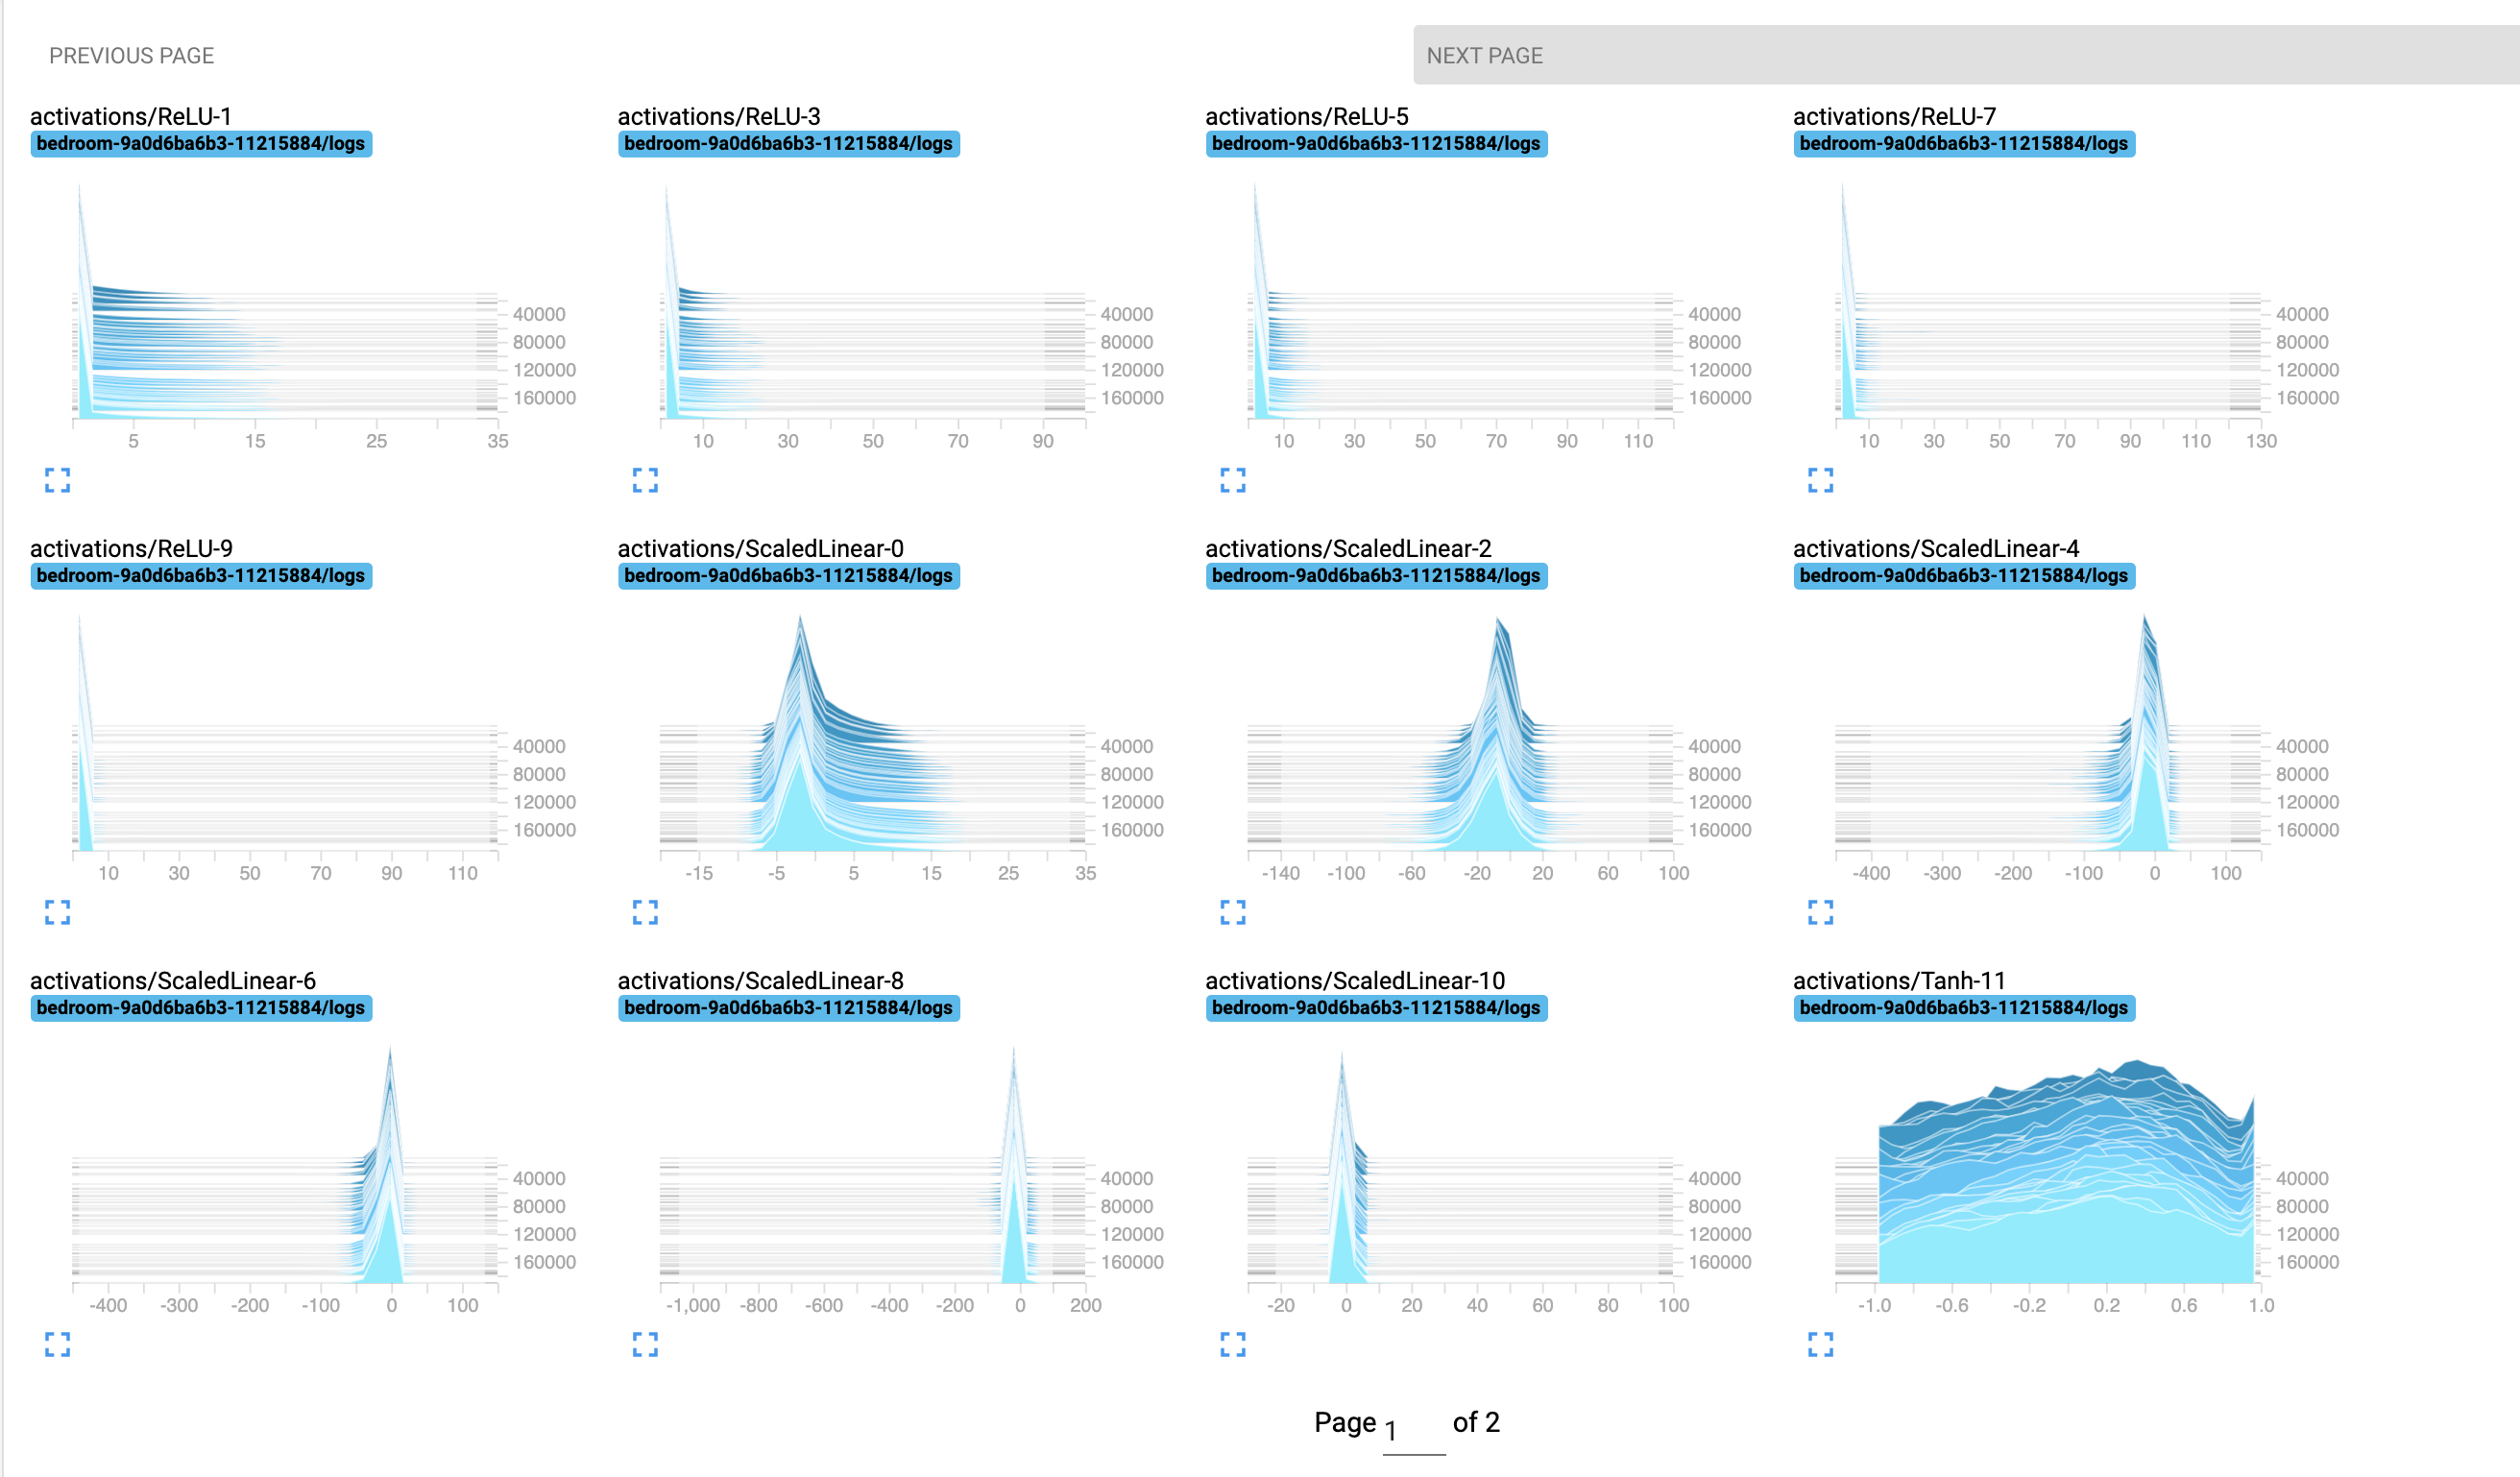 PREVIOUS PAGE
NEXT PAGE
activations/ReLU-1
bedroom-9a0d6ba6b3-11215884/logs
40000
80000
120000
160000
5 15 25 35
activations/ReLU-3
bedroom-9a0d6ba6b3-11215884/logs
40000
80000
120000
160000
10 30 50 70 90
activations/ReLU-5
bedroom-9a0d6ba6b3-11215884/logs
40000
80000
120000
160000
10 30 50 70 90 110
activations/ReLU-7
bedroom-9a0d6ba6b3-11215884/logs
40000
80000
120000
160000
10 30 50 70 90 110 130
activations/ReLU-9
bedroom-9a0d6ba6b3-11215884/logs
40000
80000
120000
160000
10 30 50 70 90 110
activations/ScaledLinear-0
bedroom-9a0d6ba6b3-11215884/logs
40000
80000
120000
160000
-15 -5 5 15 25 35
activations/ScaledLinear-2
bedroom-9a0d6ba6b3-11215884/logs
40000
80000
120000
160000
-140 -100 -60 -20 20 60 100
activations/ScaledLinear-4
bedroom-9a0d6ba6b3-11215884/logs
40000
80000
120000
160000
-400 -300 -200 -100 0 100
activations/ScaledLinear-6
bedroom-9a0d6ba6b3-11215884/logs
40000
80000
120000
160000
-400 -300 -200 -100 0 100
activations/ScaledLinear-8
bedroom-9a0d6ba6b3-11215884/logs
40000
80000
120000
160000
-1,000 -800 -600 -400 -200 0 200
activations/ScaledLinear-10
bedroom-9a0d6ba6b3-11215884/logs
40000
80000
120000
160000
-20 0 20 40 60 80 100
activations/Tanh-11
bedroom-9a0d6ba6b3-11215884/logs
40000
80000
120000
160000
-1.0 -0.6 -0.2 0.2 0.6 1.0
Page 1 of 2